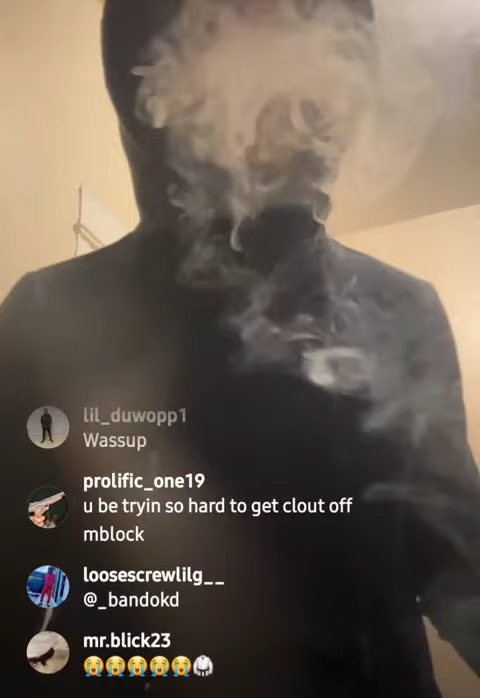 lil_duwopp1
Wassup
prolific_one19
u be tryin so hard to get clout off
mblock
loosescrewlilg__
@_bandokd
mr.blick23
😭😭😭😭😭🥋